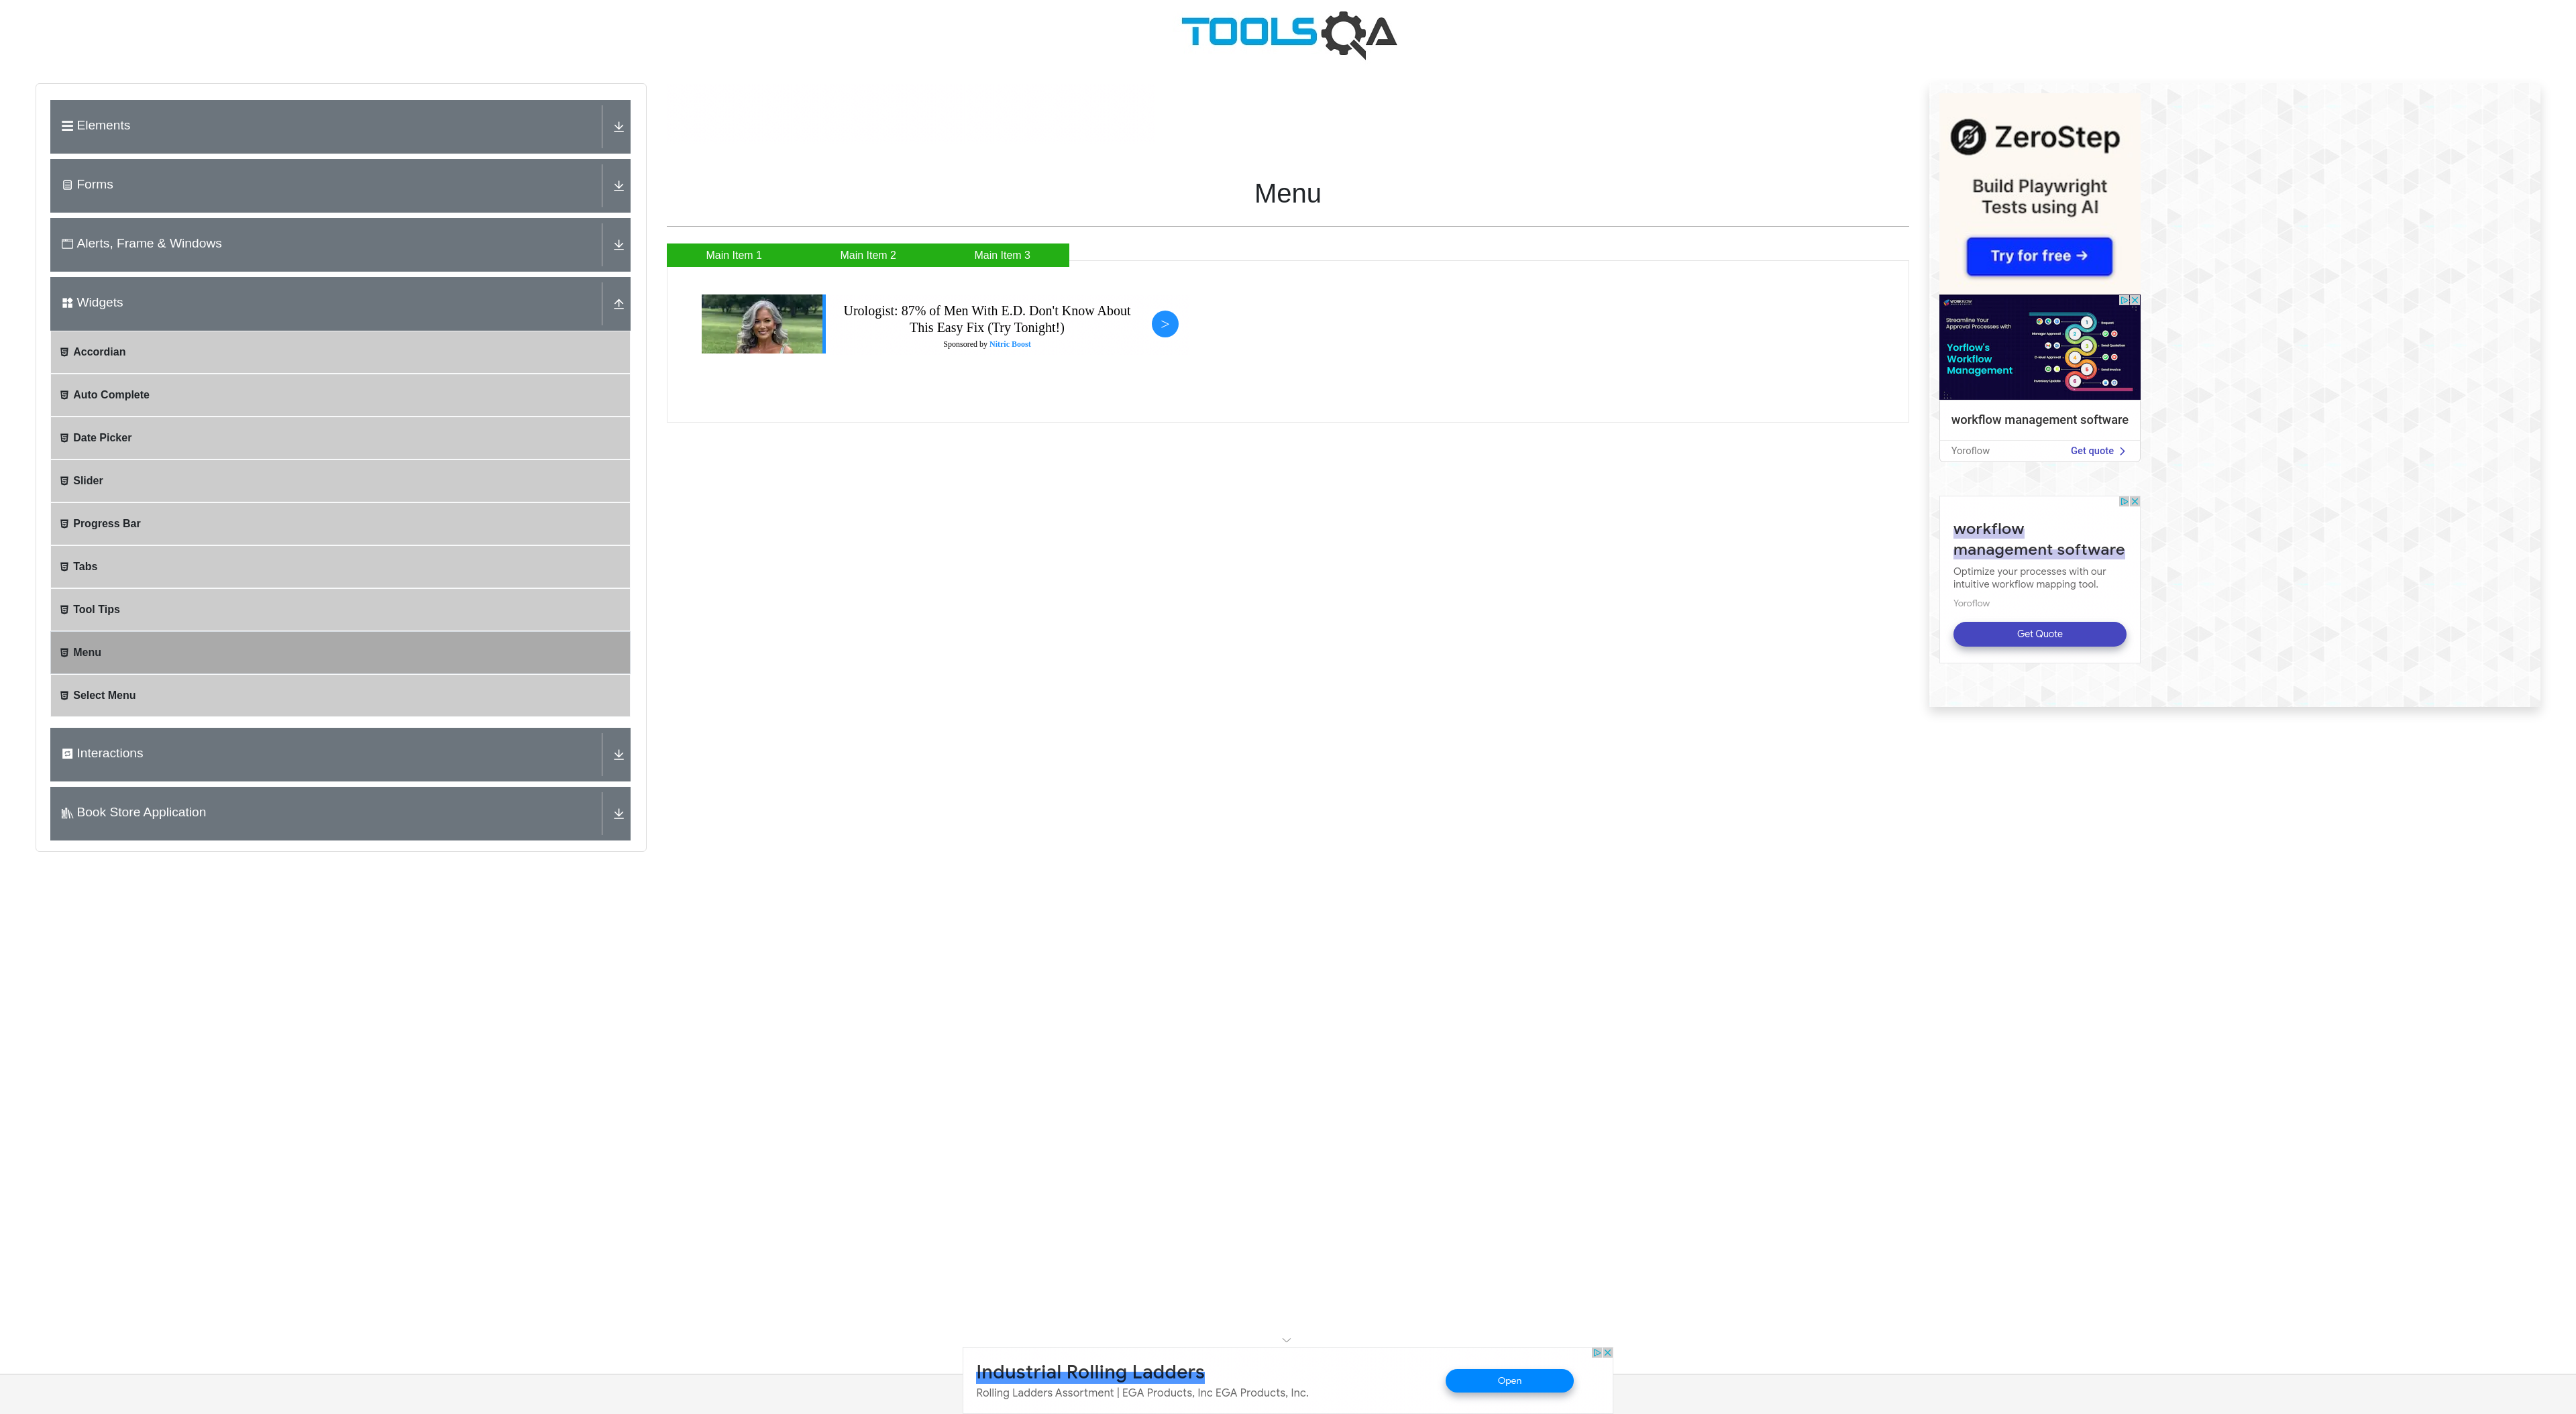 TOOLSQA
Elements
Forms
Alerts, Frame & Windows
Widgets
Accordian
Auto Complete
Date Picker
Slider
Progress Bar
Tabs
Tool Tips
Menu
Select Menu
Interactions
Book Store Application
Menu
Main Item 1
Main Item 2
Main Item 3
Urologist: 87% of Men With E.D. Don't Know About
This Easy Fix (Try Tonight!)
Sponsored by Nitric Boost
>
ZeroStep
Build Playwright
Tests using AI
Try for free →
Streamline Your
Approval Processes with
Yorflow's
Workflow
Management
workflow management software
Yoroflow
Get quote
workflow
management software
Optimize your processes with our
intuitive workflow mapping tool.
Yoroflow
Get Quote
Industrial Rolling Ladders
Rolling Ladders Assortment | EGA Products, Inc EGA Products, Inc.
Open